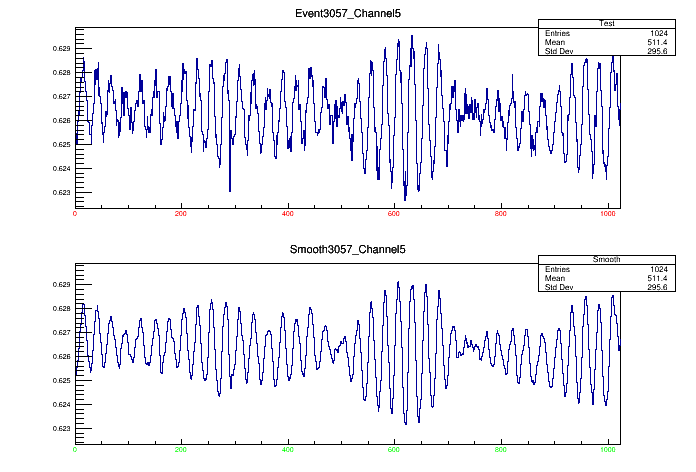 Event3057_Channel5
Test
Entries 1024
Mean 511.4
Std Dev 295.6
0.629
0.628
0.627
0.626
0.625
0.624
0.623
0 200 400 600 800 1000
Smooth3057_Channel5
Smooth
Entries 1024
Mean 511.4
Std Dev 295.6
0.629
0.628
0.627
0.626
0.625
0.624
0.623
0 200 400 600 800 1000